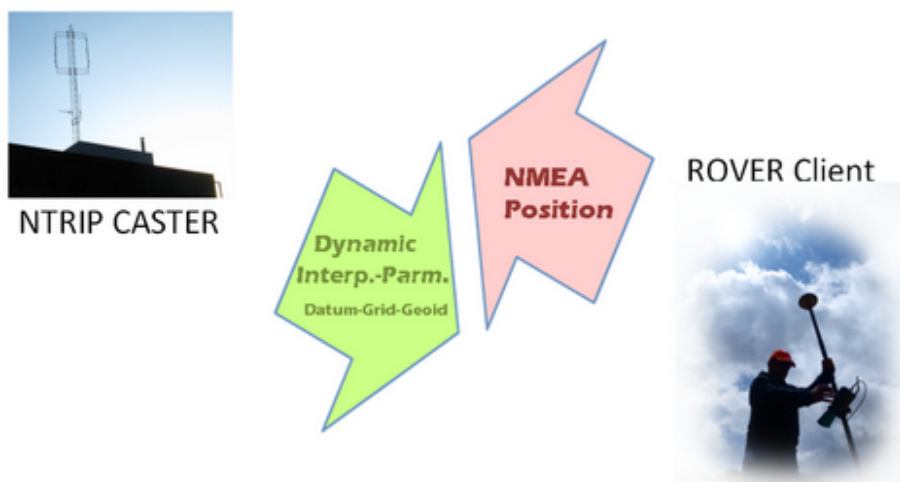 NTRIP CASTER
Dynamic
Interp.-Parm.
Datum-Grid-Geoid
NMEA
Position
ROVER Client